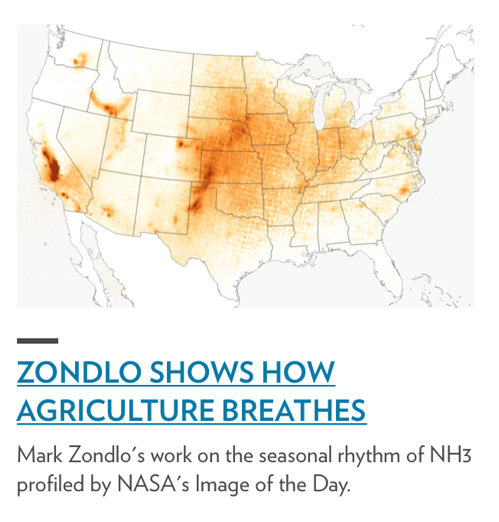 ZONDLO SHOWS HOW
AGRICULTURE BREATHES
Mark Zondlo's work on the seasonal rhythm of NH3
profiled by NASA's Image of the Day.